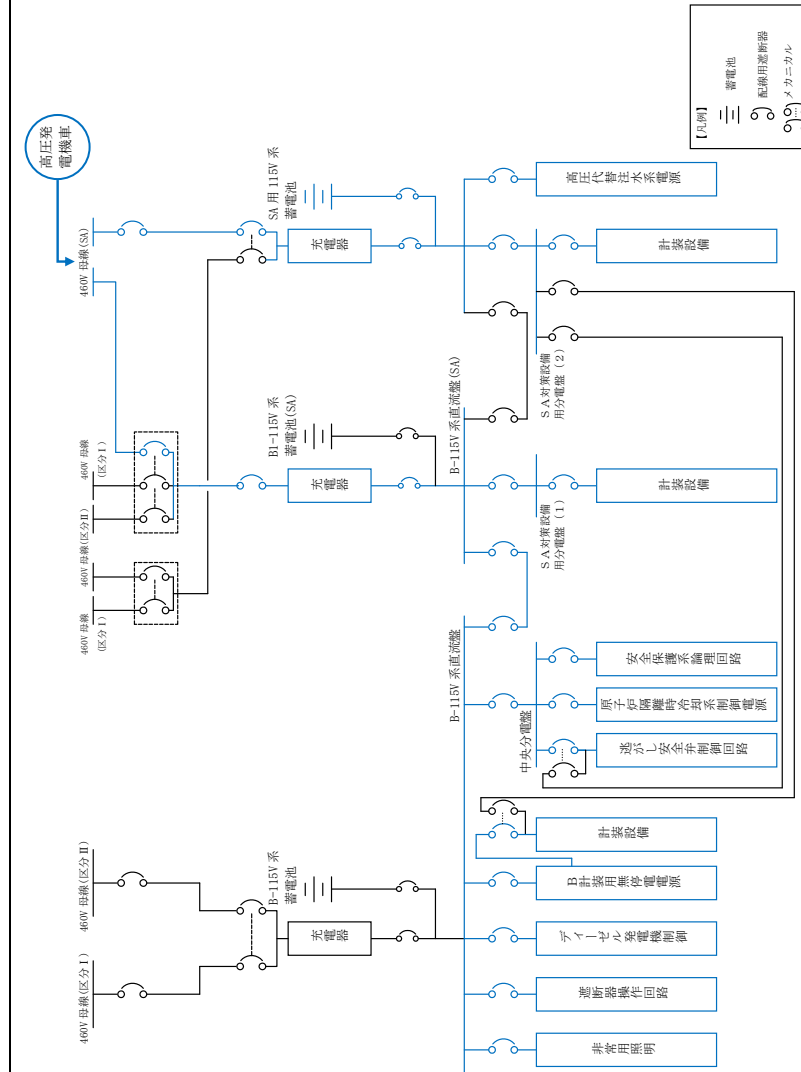 高圧発
電機車
【凡例】
蓄電池
配線用遮断器
メカニカル
460V 母線(SA)
460V 母線
(区分Ⅰ)
460V 母線(区分Ⅱ)
460V 母線
460V 母線
(区分Ⅰ)
460V 母線(区分Ⅱ)
460V 母線(区分Ⅰ)
SA 用 115V 系
蓄電池
充電器
B1-115V 系
蓄電池(SA)
充電器
B-115V 系
蓄電池
充電器
B-115V 系直流盤(SA)
B-115V 系直流盤
SA対策設備
用分電盤(2)
SA対策設備
用分電盤(1)
中央分電盤
高圧代替注水系電源
計装設備
計装設備
安全保護系論理回路
原子炉隔離時冷却系制御電源
逃がし安全弁制御回路
計装設備
B計装用無停電電源
ディーゼル発電機制御
遮断器操作回路
非常用照明